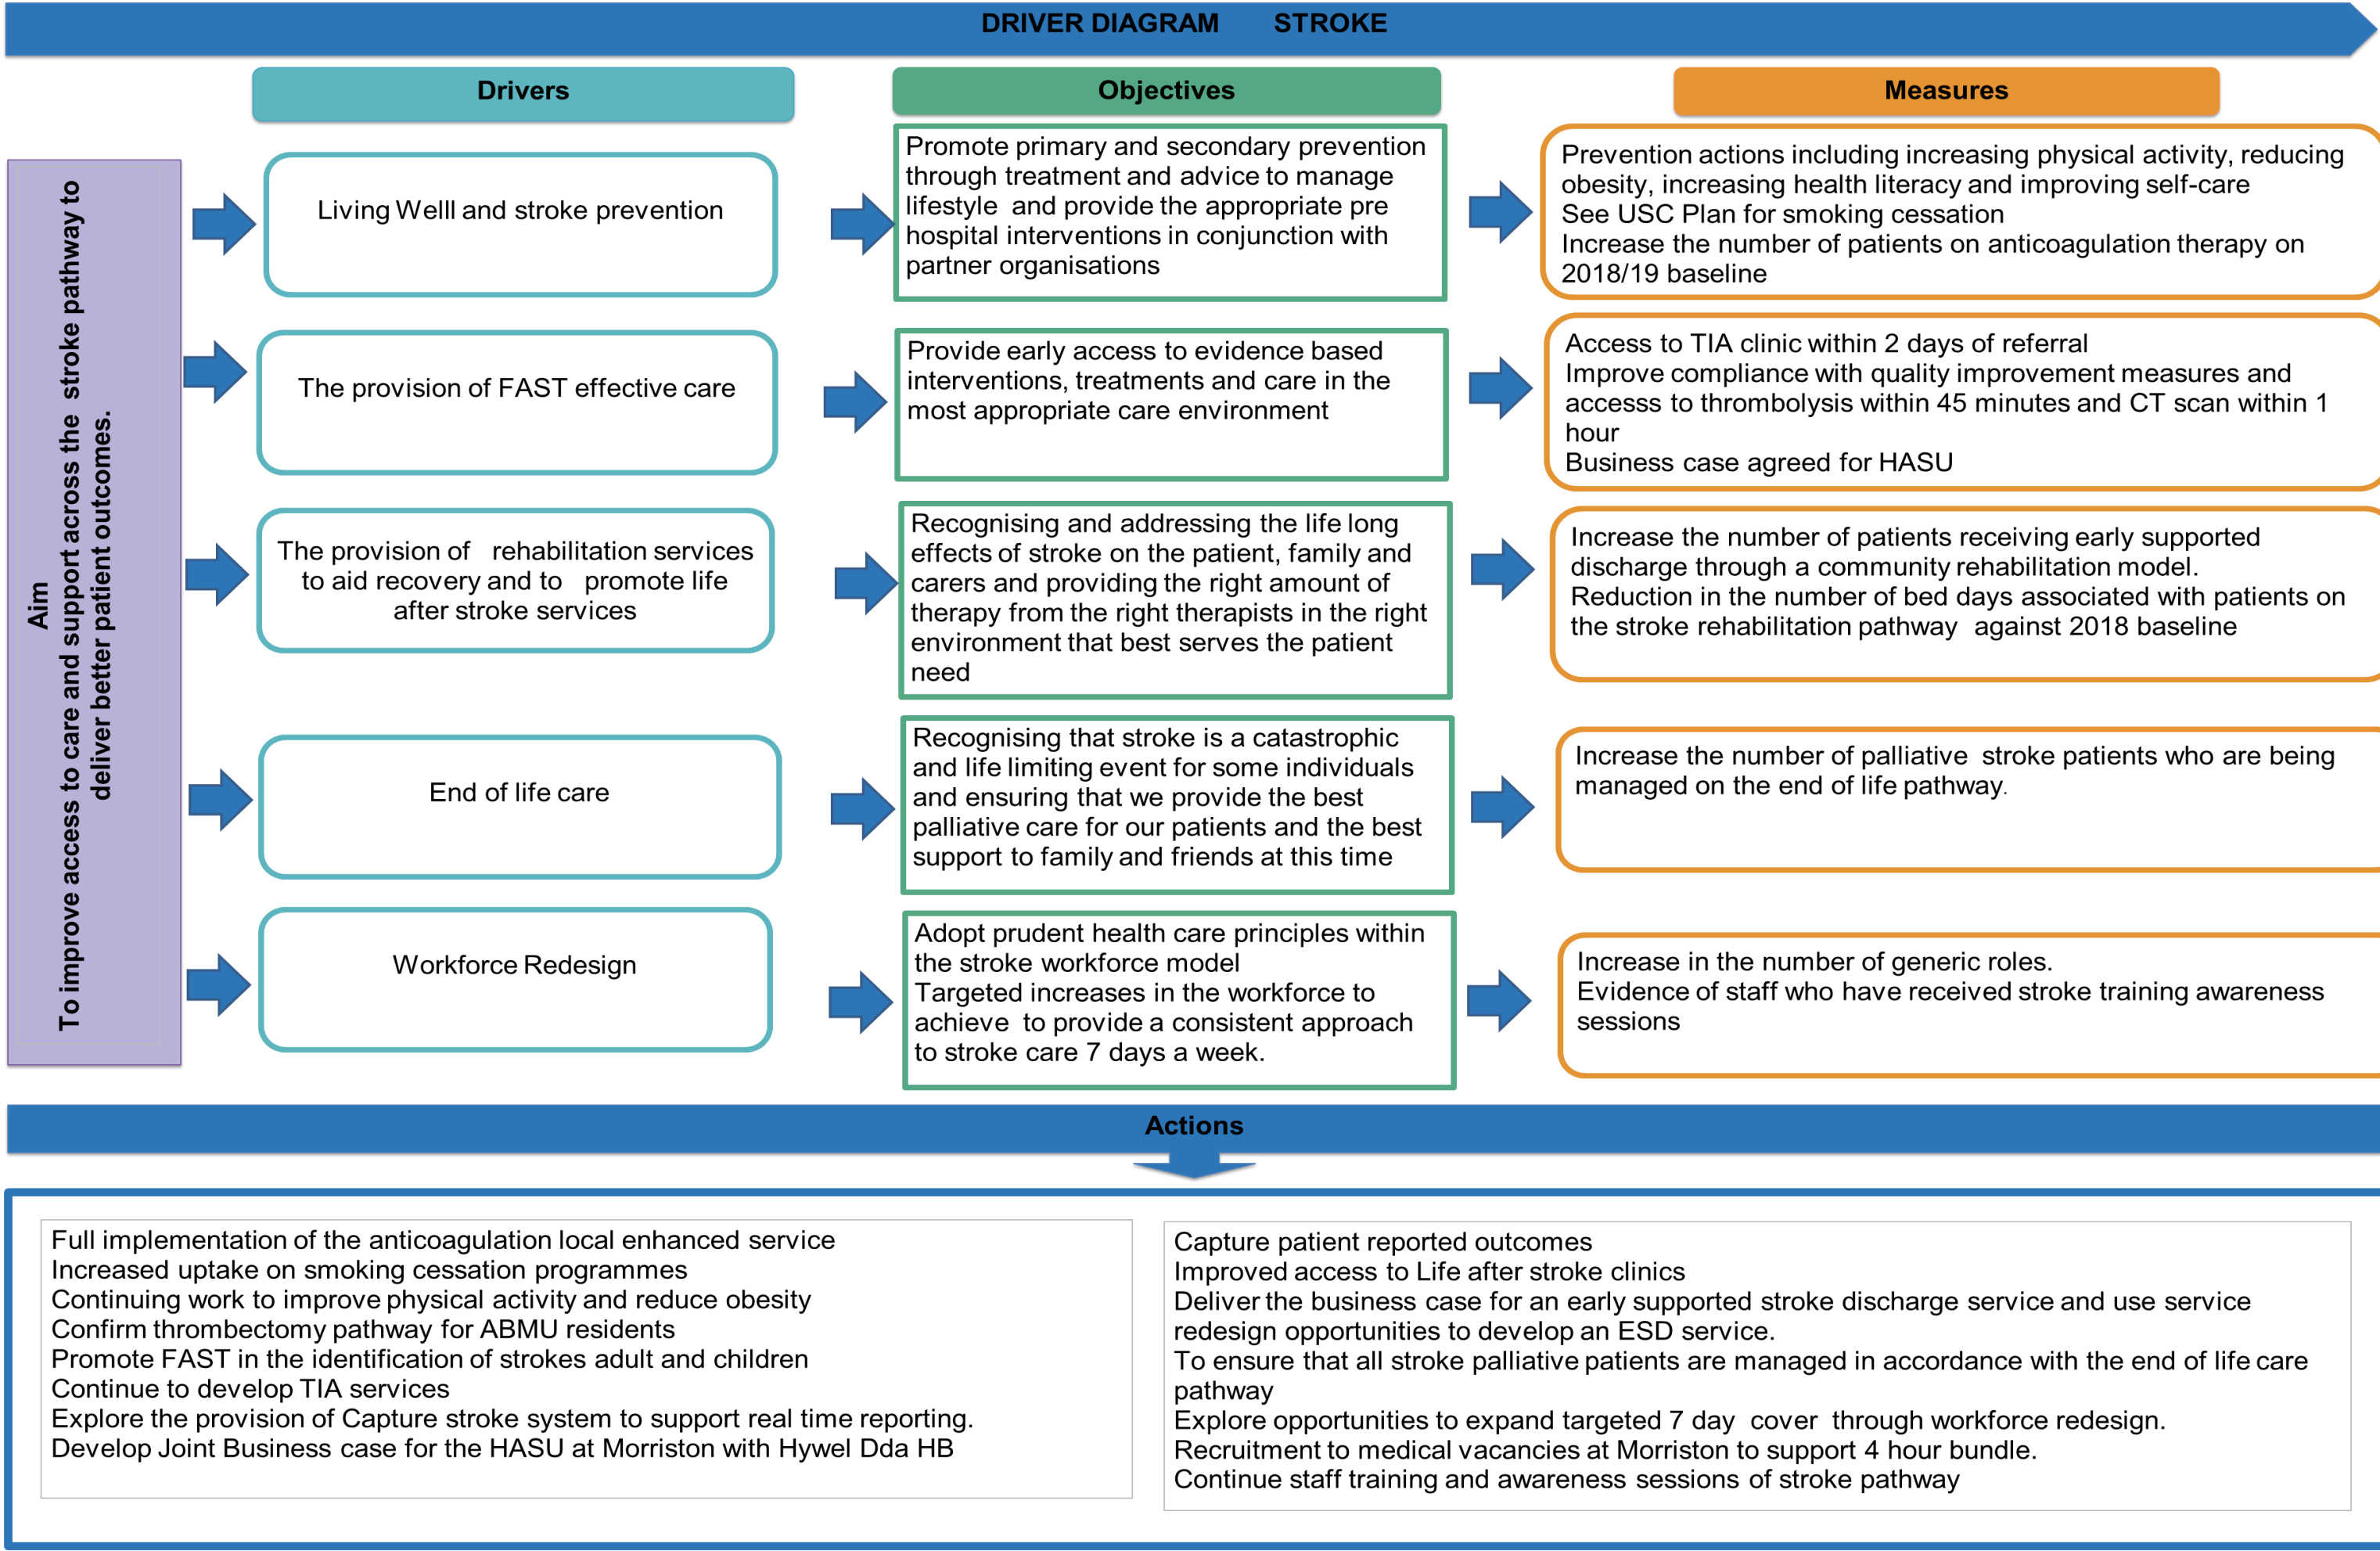 DRIVER DIAGRAM STROKE
Drivers
Objectives
Measures
Aim
To improve access to care and support across the stroke pathway to
deliver better patient outcomes.
Living Welll and stroke prevention
Promote primary and secondary prevention
through treatment and advice to manage
lifestyle and provide the appropriate pre
hospital interventions in conjunction with
partner organisations
Prevention actions including increasing physical activity, reducing
obesity, increasing health literacy and improving self-care
See USC Plan for smoking cessation
Increase the number of patients on anticoagulation therapy on
2018/19 baseline
The provision of FAST effective care
Provide early access to evidence based
interventions, treatments and care in the
most appropriate care environment
Access to TIA clinic within 2 days of referral
Improve compliance with quality improvement measures and
accesss to thrombolysis within 45 minutes and CT scan within 1
hour
Business case agreed for HASU
The provision of rehabilitation services
to aid recovery and to promote life
after stroke services
Recognising and addressing the life long
effects of stroke on the patient, family and
carers and providing the right amount of
therapy from the right therapists in the right
environment that best serves the patient
need
Increase the number of patients receiving early supported
discharge through a community rehabilitation model.
Reduction in the number of bed days associated with patients on
the stroke rehabilitation pathway against 2018 baseline
End of life care
Recognising that stroke is a catastrophic
and life limiting event for some individuals
and ensuring that we provide the best
palliative care for our patients and the best
support to family and friends at this time
Increase the number of palliative stroke patients who are being
managed on the end of life pathway.
Workforce Redesign
Adopt prudent health care principles within
the stroke workforce model
Targeted increases in the workforce to
achieve to provide a consistent approach
to stroke care 7 days a week.
Increase in the number of generic roles.
Evidence of staff who have received stroke training awareness
sessions
Actions
Full implementation of the anticoagulation local enhanced service
Increased uptake on smoking cessation programmes
Continuing work to improve physical activity and reduce obesity
Confirm thrombectomy pathway for ABMU residents
Promote FAST in the identification of strokes adult and children
Continue to develop TIA services
Explore the provision of Capture stroke system to support real time reporting.
Develop Joint Business case for the HASU at Morriston with Hywel Dda HB
Capture patient reported outcomes
Improved access to Life after stroke clinics
Deliver the business case for an early supported stroke discharge service and use service
redesign opportunities to develop an ESD service.
To ensure that all stroke palliative patients are managed in accordance with the end of life care
pathway
Explore opportunities to expand targeted 7 day cover through workforce redesign.
Recruitment to medical vacancies at Morriston to support 4 hour bundle.
Continue staff training and awareness sessions of stroke pathway